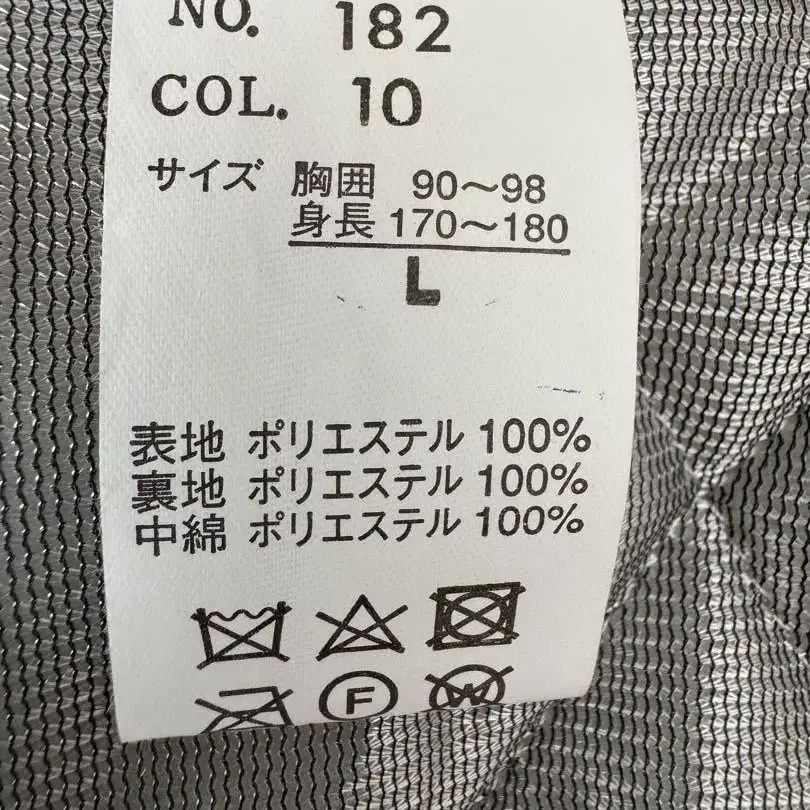 NO. 182
COL. 10
サイズ 胸囲 90～98
身長 170～180
L
表地 ポリエステル 100%
裏地 ポリエステル 100%
中綿 ポリエステル 100%
F W